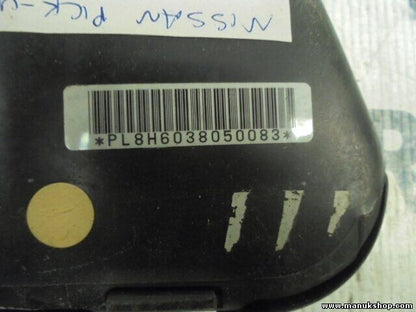 NISSAN PICK-U
*PL8H6038050083*
www.manukshop.com